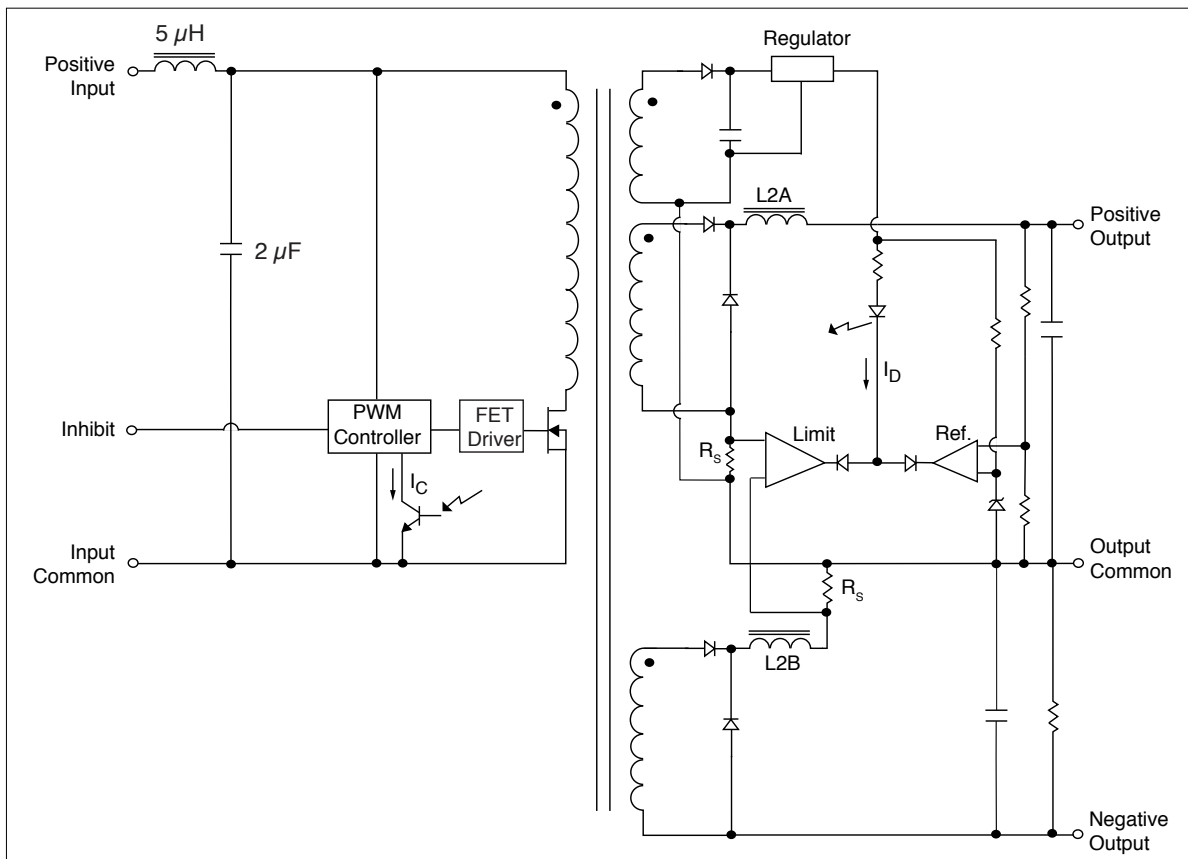 5 µH
Regulator
Positive
Input
L2A
Positive
Output
2 µF
I_D
Inhibit
PWM
Controller
FET
Driver
R_S
Limit
Ref.
I_C
Input
Common
Output
Common
R_S
L2B
Negative
Output